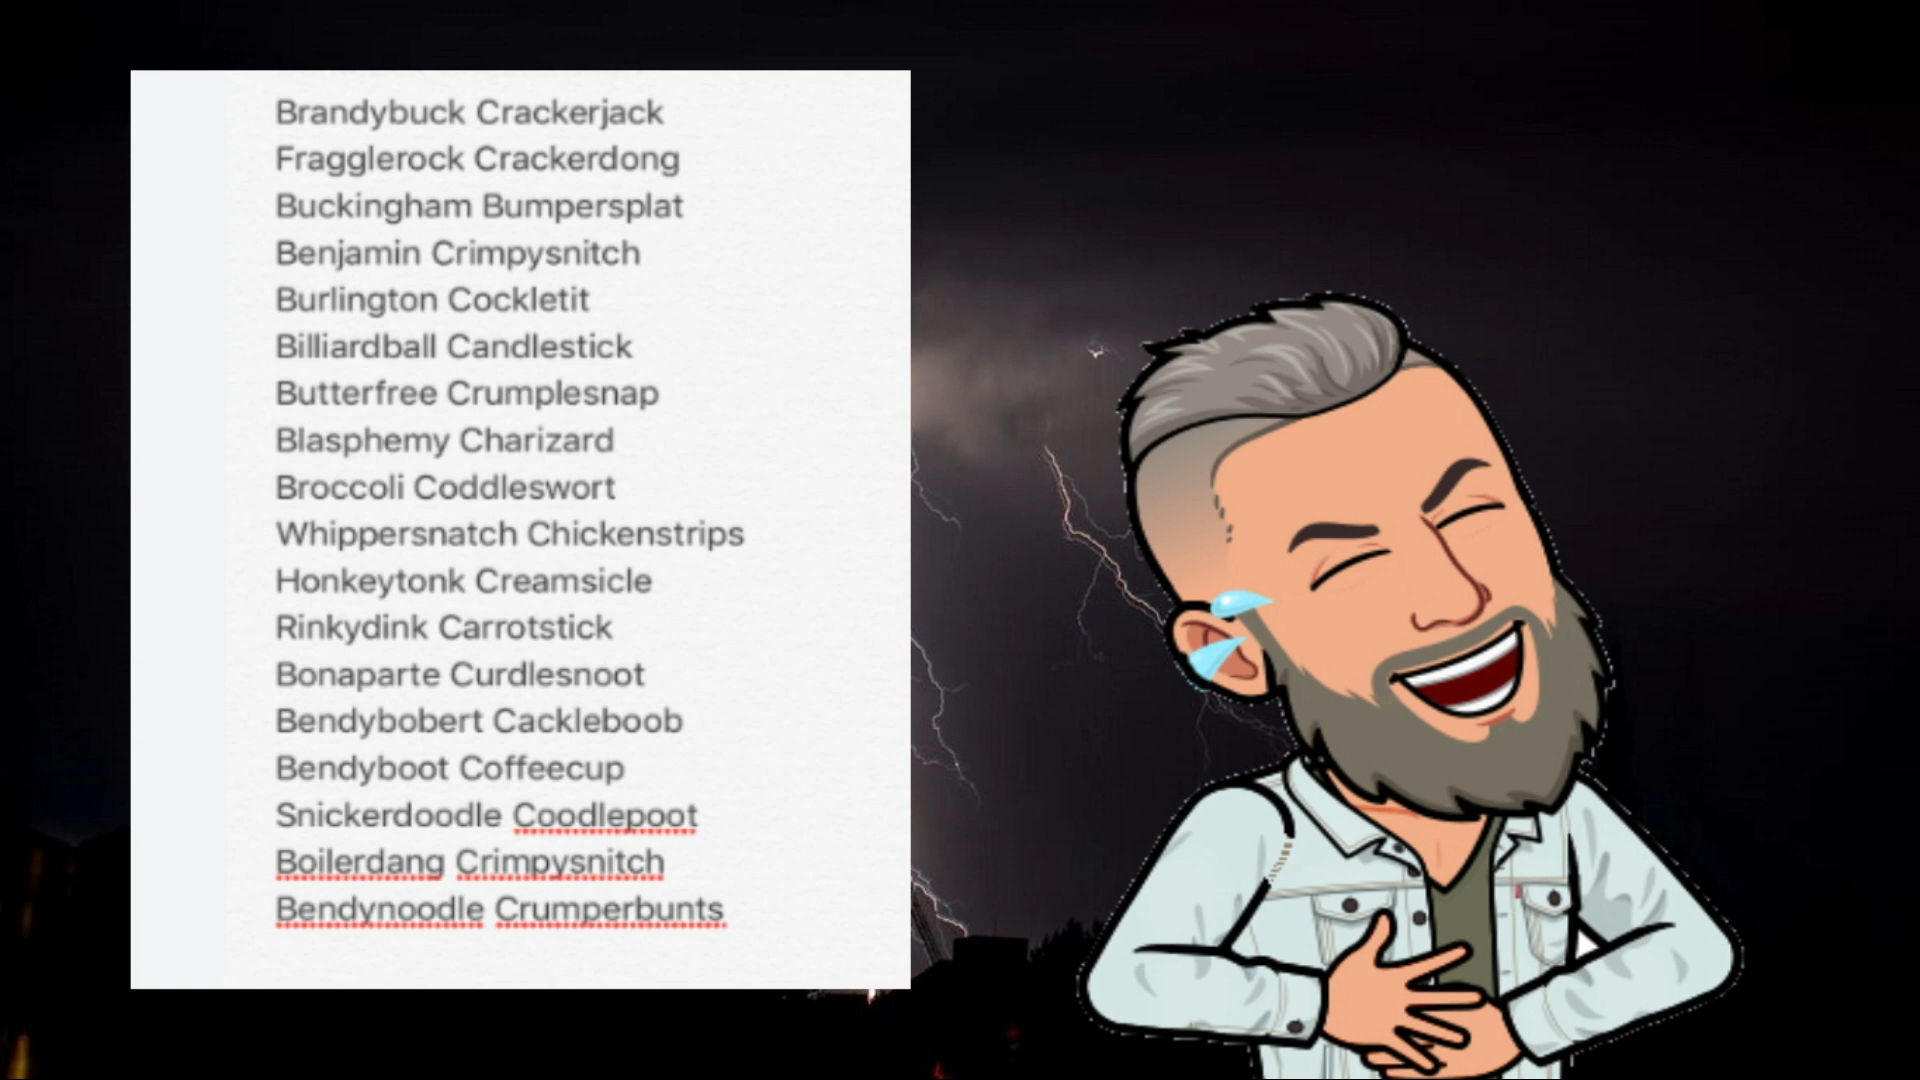 Brandybuck Crackerjack
Fragglerock Crackerdong
Buckingham Bumpersplat
Benjamin Crimpysnitch
Burlington Cockletit
Billiardball Candlestick
Butterfree Crumplesnap
Blasphemy Charizard
Broccoli Coddleswort
Whippersnatch Chickenstrips
Honkeytonk Creamsicle
Rinkydink Carrotstick
Bonaparte Curdlesnoot
Bendybobert Cackleboob
Bendyboot Coffeecup
Snickerdoodle Coodlepoot
Boilerdang Crimpysnitch
Bendynoodle Crumperbunts